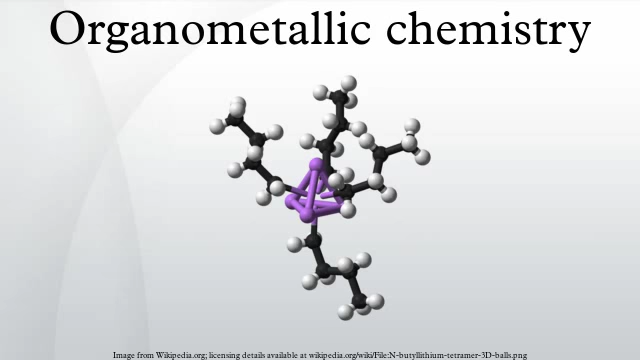 Organometallic chemistry
Image from Wikipedia.org; licensing details available at wikipedia.org/wiki/File:N-butyllithium-tetramer-3D-balls.png